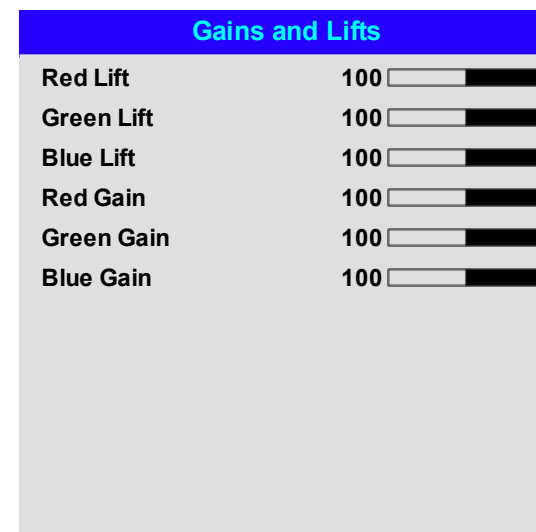 Gains and Lifts
Red Lift 100
Green Lift 100
Blue Lift 100
Red Gain 100
Green Gain 100
Blue Gain 100